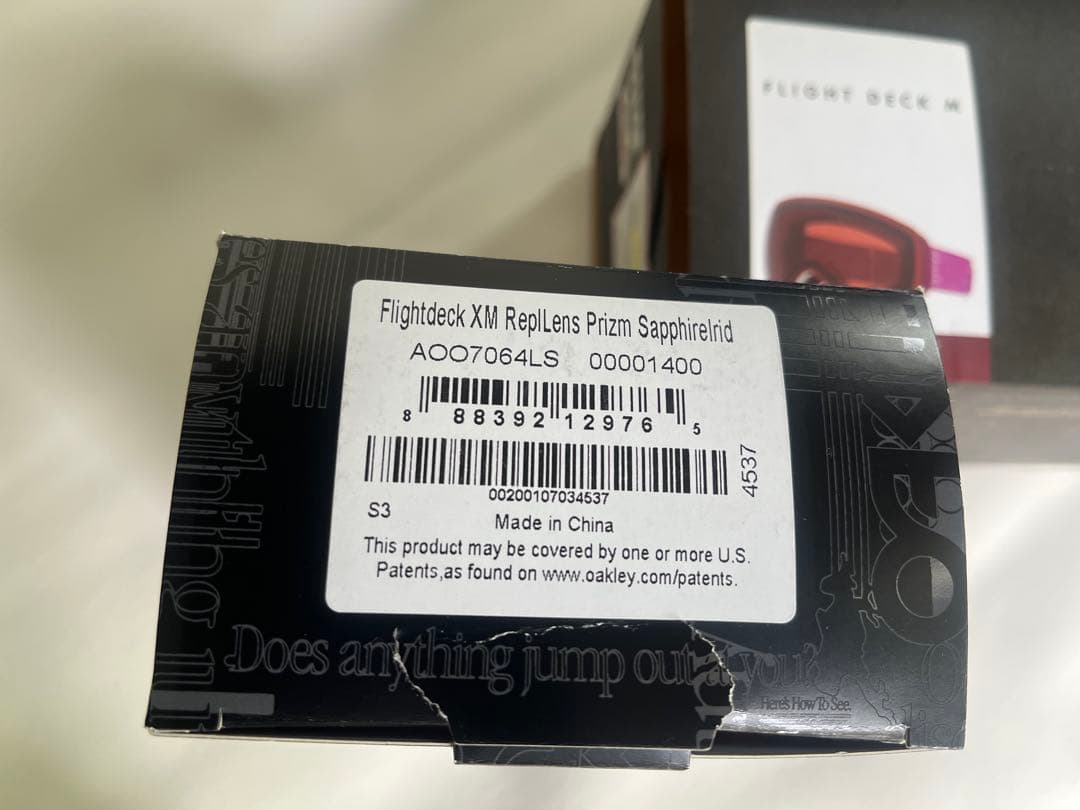 FLIGHT DECK M
Flightdeck XM ReplLens Prizm SapphireIrid
AOO7064LS 00001400
8 88392 12976 5
00200107034537
4537
S3
Made in China
This product may be covered by one or more U.S.
Patents,as found on www.oakley.com/patents.
Does anything jump out at you?
Here's How To See.